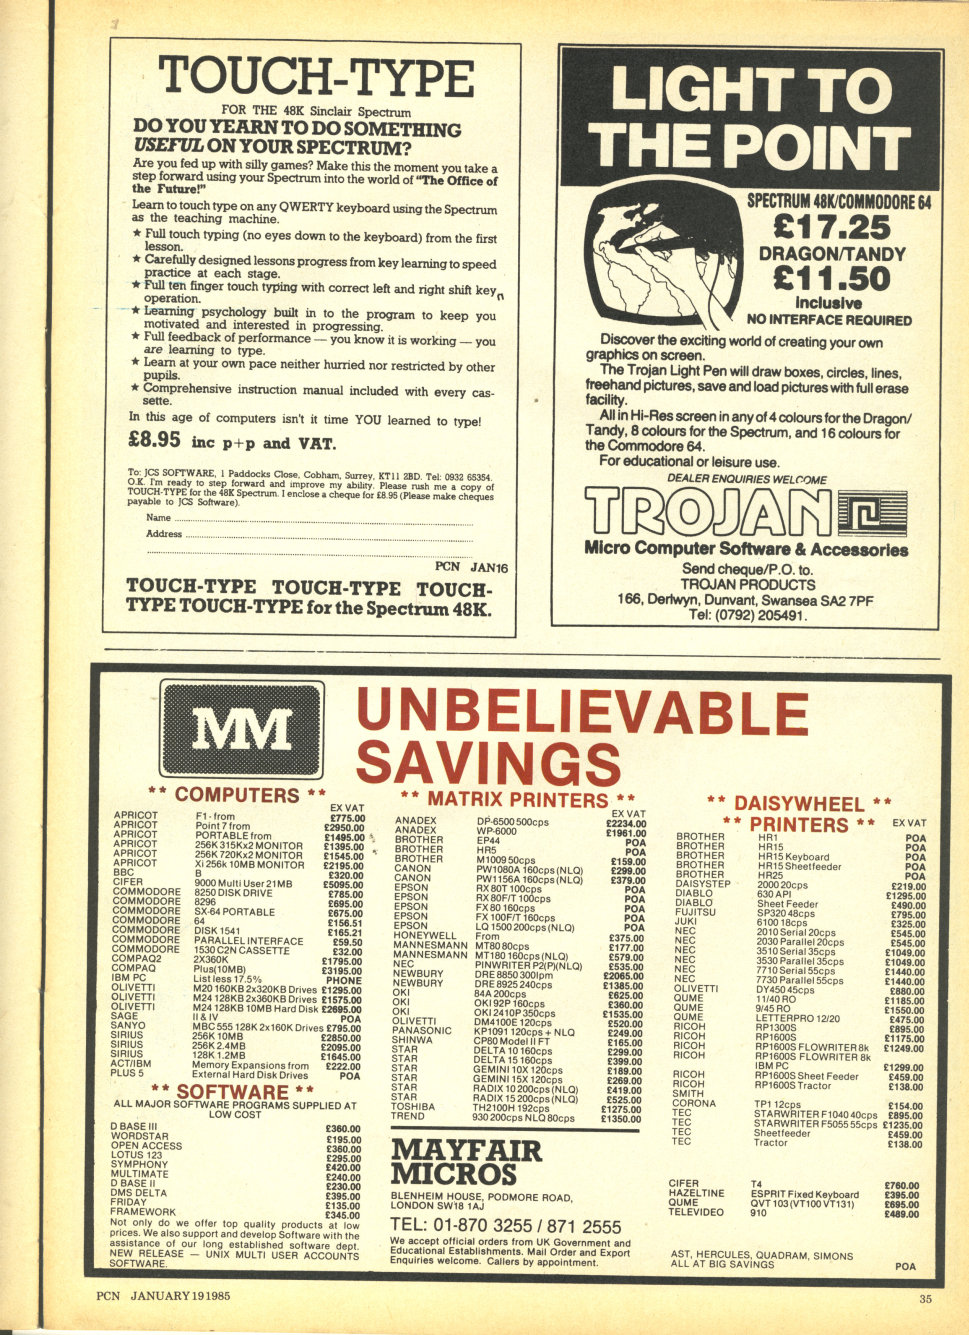 TOUCH-TYPE
FOR THE 48K Sinclair Spectrum
DO YOU YEARN TO DO SOMETHING
USEFUL ON YOUR SPECTRUM?
Are you fed up with silly games? Make this the moment you take a
step forward using your Spectrum into the world of "The Office of
the Future!"
Learn to touch type on any QWERTY keyboard using the Spectrum
as the teaching machine.
★ Full touch typing (no eyes down to the keyboard) from the first
lesson.
★ Carefully designed lessons progress from key learning to speed
practice at each stage.
★ Full ten finger touch typing with correct left and right shift key
operation.
★ Learning psychology built in to the program to keep you
motivated and interested in progressing.
★ Full feedback of performance — you know it is working — you
are learning to type.
★ Learn at your own pace neither hurried nor restricted by other
pupils.
★ Comprehensive instruction manual included with every cas-
sette.
In this age of computers isn't it time YOU learned to type!
£8.95 inc p+p and VAT.
To: JCS SOFTWARE, 1 Paddocks Close, Cobham, Surrey, KT11 2BD. Tel: 0932 65354.
O.K. I'm ready to step forward and improve my ability. Please rush me a copy of
TOUCH-TYPE for the 48K Spectrum. I enclose a cheque for £8.95 (Please make cheques
payable to JCS Software).
Name
Address
PCN JAN16
TOUCH-TYPE TOUCH-TYPE TOUCH-
TYPE TOUCH-TYPE for the Spectrum 48K.
LIGHT TO
THE POINT
SPECTRUM 48K/COMMODORE 64
£17.25
DRAGON/TANDY
£11.50
inclusive
NO INTERFACE REQUIRED
Discover the exciting world of creating your own
graphics on screen.
The Trojan Light Pen will draw boxes, circles, lines,
freehand pictures, save and load pictures with full erase
facility.
All in Hi-Res screen in any of 4 colours for the Dragon/
Tandy, 8 colours for the Spectrum, and 16 colours for
the Commodore 64.
For educational or leisure use.
DEALER ENQUIRIES WELCOME
TROJAN
Micro Computer Software & Accessories
Send cheque/P.O. to.
TROJAN PRODUCTS
166, Derlwyn, Dunvant, Swansea SA2 7PF
Tel: (0792) 205491.
MM
UNBELIEVABLE
SAVINGS
** COMPUTERS **
EX VAT
APRICOT F1 - from £775.00
APRICOT Point 7 from £2950.00
APRICOT PORTABLE from £1495.00
APRICOT 256K 315Kx2 MONITOR £1395.00
APRICOT 256K 720Kx2 MONITOR £1545.00
APRICOT Xi 256k 10MB MONITOR £2195.00
BBC B £320.00
CIFER 9000 Multi User 21MB £5095.00
COMMODORE 8250 DISK DRIVE £785.00
COMMODORE 8296 £695.00
COMMODORE SX-64 PORTABLE £675.00
COMMODORE 64 £156.51
COMMODORE DISK 1541 £165.21
COMMODORE PARALLEL INTERFACE £59.50
COMMODORE 1530 C2N CASSETTE £32.00
COMPAQ2 2X360K £1795.00
COMPAQ Plus(10MB) £3195.00
IBM PC List less 17.5% PHONE
OLIVETTI M20 160KB 2x320KB Drives £1295.00
OLIVETTI M24 128KB 2x360KB Drives £1575.00
OLIVETTI M24 128KB 10MB Hard Disk £2695.00
SAGE II & IV POA
SANYO MBC 555 128K 2x160K Drives £795.00
SIRIUS 256K 10MB £2850.00
SIRIUS 256K 2.4MB £2095.00
SIRIUS 128K 1.2MB £1645.00
ACT/IBM Memory Expansions from £222.00
PLUS 5 External Hard Disk Drives POA
** SOFTWARE **
ALL MAJOR SOFTWARE PROGRAMS SUPPLIED AT
LOW COST
D BASE III £360.00
WORDSTAR £195.00
OPEN ACCESS £360.00
LOTUS 123 £295.00
SYMPHONY £420.00
MULTIMATE £240.00
D BASE II £230.00
DMS DELTA £395.00
FRIDAY £135.00
FRAMEWORK £345.00
Not only do we offer top quality products at low
prices. We also support and develop Software with the
assistance of our long established software dept.
NEW RELEASE — UNIX MULTI USER ACCOUNTS
SOFTWARE.
** MATRIX PRINTERS **
EX VAT
ANADEX DP-6500 500cps £2234.00
ANADEX WP-6000 £1961.00
BROTHER EP44 POA
BROTHER HR5 POA
BROTHER M1009 50cps £159.00
CANON PW1080A 160cps (NLQ) £299.00
CANON PW1156A 160cps (NLQ) £379.00
EPSON RX 80T 100cps POA
EPSON RX 80F/T 100cps POA
EPSON FX 80 160cps POA
EPSON FX 100F/T 160cps POA
EPSON LQ 1500 200cps (NLQ) POA
HONEYWELL From £375.00
MANNESMANN MT80 80cps £177.00
MANNESMANN MT180 160cps (NLQ) £579.00
NEC PINWRITER P2(P)(NLQ) £535.00
NEWBURY DRE 8850 300lpm £2065.00
NEWBURY DRE 8925 240cps £1385.00
OKI 84A 200cps £625.00
OKI OKI 92P 160cps £360.00
OKI OKI 2410P 350cps £1535.00
OLIVETTI DM4100E 120cps £520.00
PANASONIC KP1091 120cps + NLQ £249.00
SHINWA CP80 Model II FT £165.00
STAR DELTA 10 160cps £299.00
STAR DELTA 15 160cps £399.00
STAR GEMINI 10X 120cps £189.00
STAR GEMINI 15X 120cps £269.00
STAR RADIX 10 200cps (NLQ) £419.00
STAR RADIX 15 200cps (NLQ) £525.00
TOSHIBA TH2100H 192cps £1275.00
TREND 930 200cps NLQ 80cps £1350.00
MAYFAIR
MICROS
BLENHEIM HOUSE, PODMORE ROAD,
LONDON SW18 1AJ
TEL: 01-870 3255 / 871 2555
We accept official orders from UK Government and
Educational Establishments. Mail Order and Export
Enquiries welcome. Callers by appointment.
** DAISYWHEEL **
** PRINTERS **
EX VAT
BROTHER HR1 POA
BROTHER HR15 POA
BROTHER HR15 Keyboard POA
BROTHER HR15 Sheetfeeder POA
BROTHER HR25 POA
DAISYSTEP 2000 20cps £219.00
DIABLO 630 API £1295.00
DIABLO Sheet Feeder £490.00
FUJITSU SP320 48cps £795.00
JUKI 6100 18cps £325.00
NEC 2010 Serial 20cps £545.00
NEC 2030 Parallel 20cps £545.00
NEC 3510 Serial 35cps £1049.00
NEC 3530 Parallel 35cps £1049.00
NEC 7710 Serial 55cps £1440.00
NEC 7730 Parallel 55cps £1440.00
OLIVETTI DY450 45cps £880.00
QUME 11/40 RO £1185.00
QUME 9/45 RO £1550.00
QUME LETTERPRO 12/20 £475.00
RICOH RP1300S £895.00
RICOH RP1600S £1175.00
RICOH RP1600S FLOWRITER 8k £1249.00
RICOH RP1600S FLOWRITER 8k
IBM PC £1299.00
RICOH RP1600S Sheet Feeder £459.00
RICOH RP1600S Tractor £138.00
SMITH
CORONA TP1 12cps £154.00
TEC STARWRITER F1040 40cps £895.00
TEC STARWRITER F5055 55cps £1235.00
TEC Sheetfeeder £459.00
TEC Tractor £138.00
CIFER T4 £760.00
HAZELTINE ESPRIT Fixed Keyboard £395.00
QUME QVT 103 (VT100 VT131) £695.00
TELEVIDEO 910 £489.00
AST, HERCULES, QUADRAM, SIMONS
ALL AT BIG SAVINGS POA
PCN JANUARY 19 1985
35